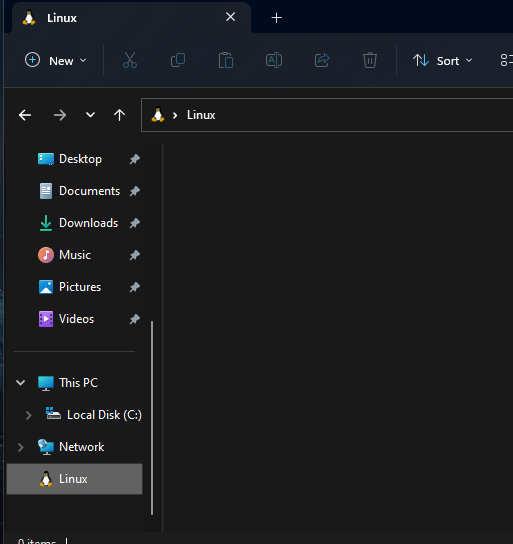 Linux
New
Sort
Linux
Desktop
Documents
Downloads
Music
Pictures
Videos
This PC
Local Disk (C:)
Network
Linux
0 items